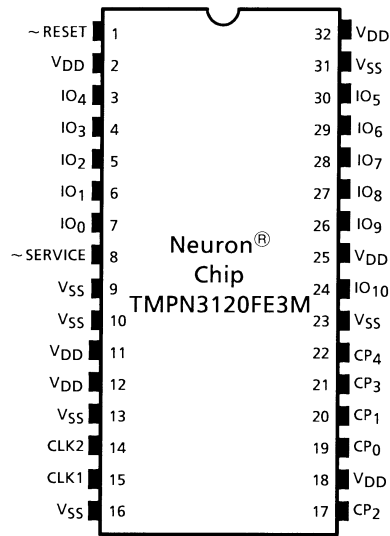 ~RESET 1 32 VDD
VDD 2 31 VSS
IO4 3 30 IO5
IO3 4 29 IO6
IO2 5 28 IO7
IO1 6 27 IO8
IO0 7 26 IO9
~SERVICE 8 25 VDD
VSS 9 24 IO10
VSS 10 23 VSS
VDD 11 22 CP4
VDD 12 21 CP3
VSS 13 20 CP1
CLK2 14 19 CP0
CLK1 15 18 VDD
VSS 16 17 CP2
Neuron®
Chip
TMPN3120FE3M